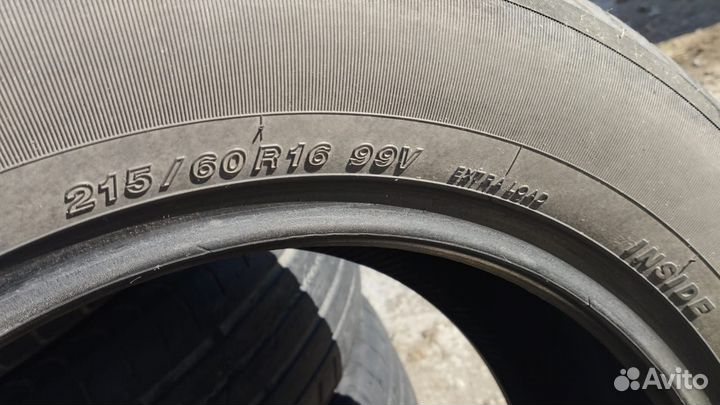 215/60R16 99V EXTRA LOAD INSIDE
Avito